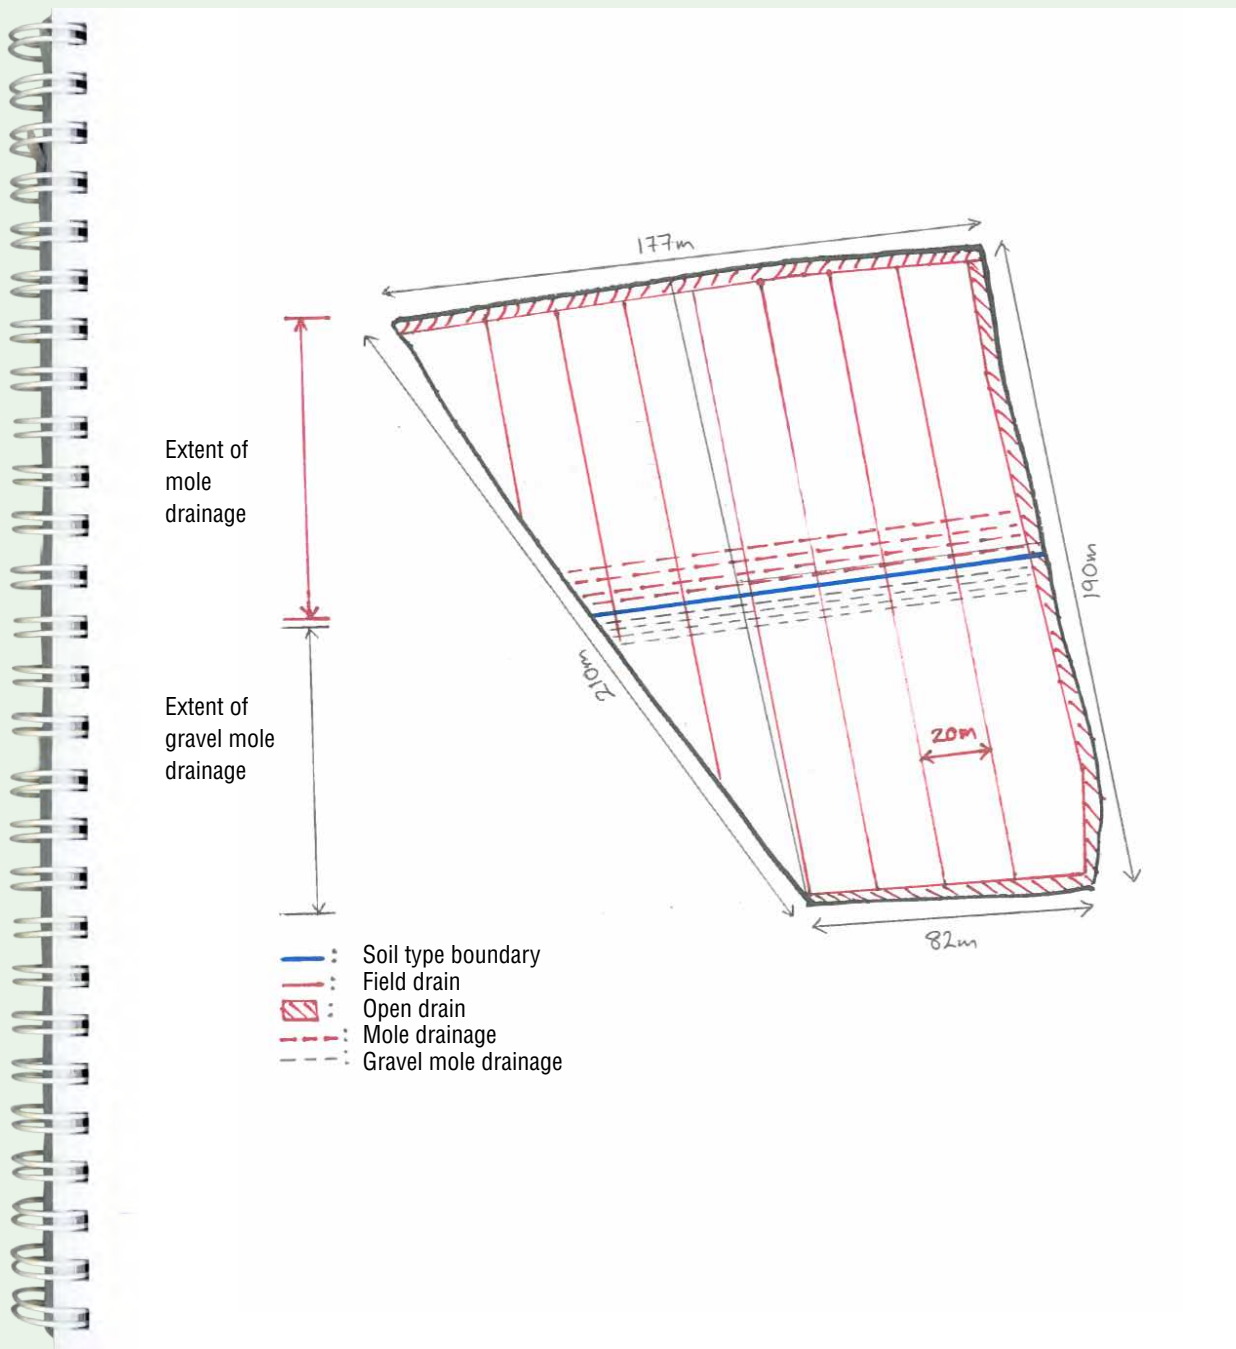 177m
Extent of
mole
drainage
190m
210m
Extent of
gravel mole
drainage
20m
82m
: Soil type boundary
: Field drain
: Open drain
: Mole drainage
: Gravel mole drainage